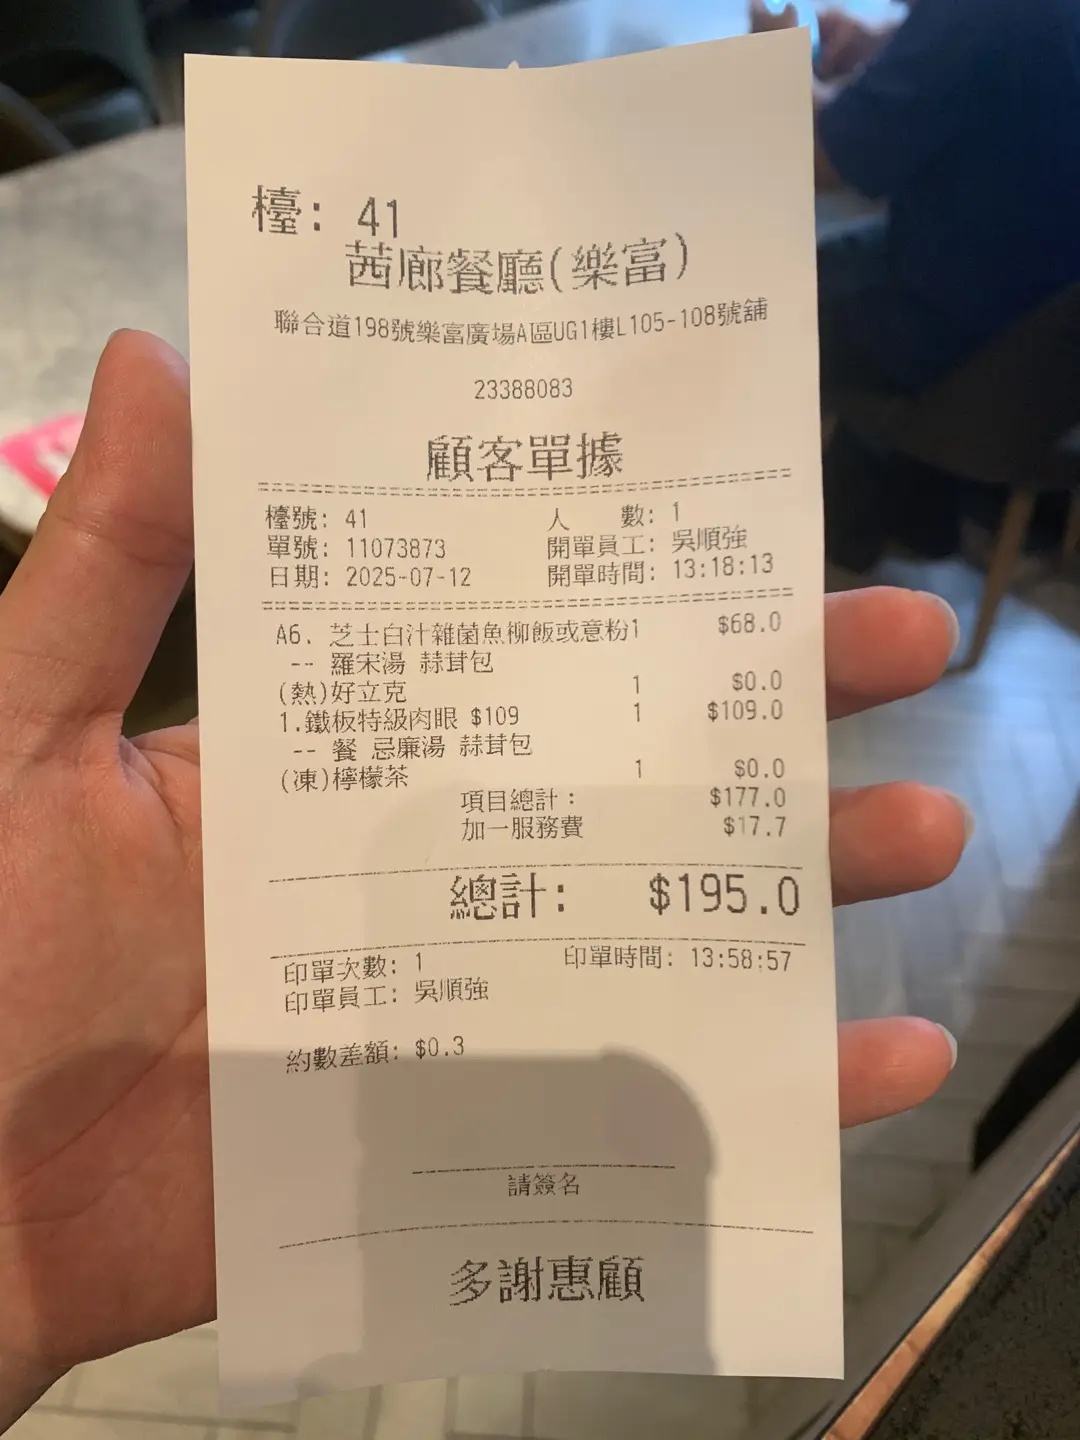 檯: 41
茜廊餐廳(樂富)
聯合道198號樂富廣場A區UG1樓L105-108號舖
23388083
顧客單據
檯號: 41 人 數: 1
單號: 11073873 開單員工: 吳順強
日期: 2025-07-12 開單時間: 13:18:13
A6. 芝士白汁雜菌魚柳飯或意粉1 $68.0
-- 羅宋湯 蒜茸包
(熱)好立克 1 $0.0
1.鐵板特級肉眼 $109 1 $109.0
-- 餐 忌廉湯 蒜茸包
(凍)檸檬茶 1 $0.0
項目總計: $177.0
加一服務費 $17.7
總計: $195.0
印單次數: 1 印單時間: 13:58:57
印單員工: 吳順強
約數差額: $0.3
請簽名
多謝惠顧